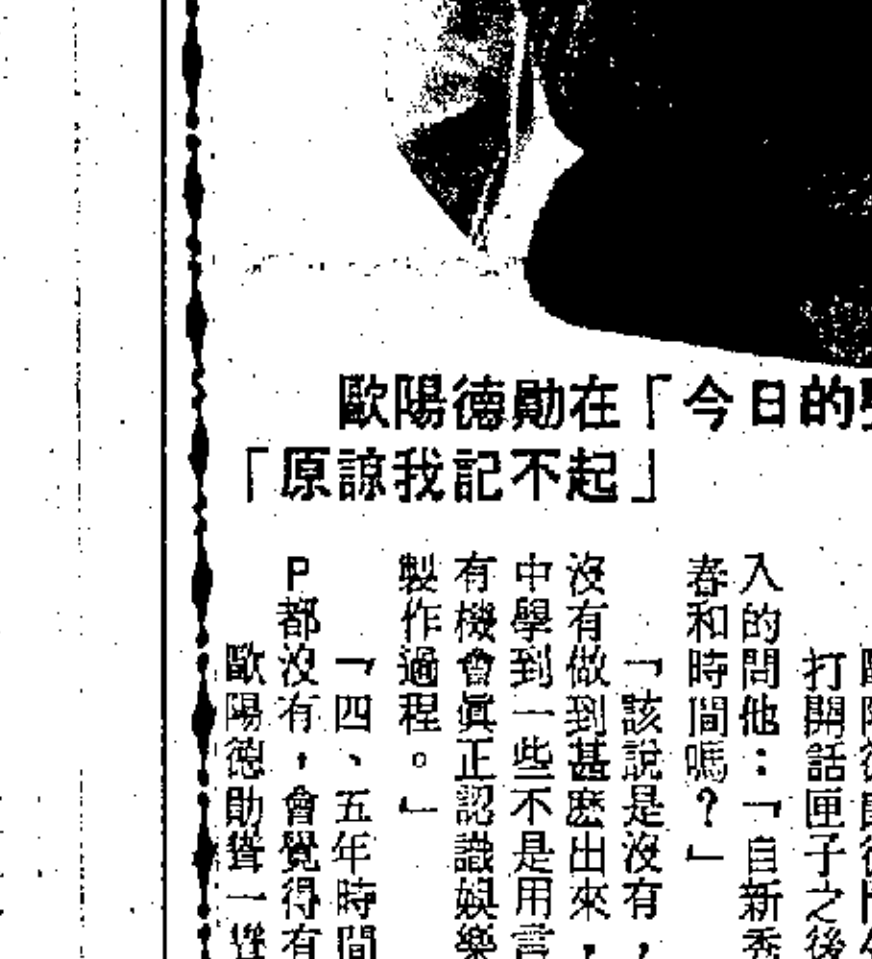 歐陽德勛在「今日的
「原諒我記不起」
打開話匣子之後
入的問他：「自新秀
春和時間嗎？」
「該說是沒有，
沒有做到甚麽出來，
中學到一些不是用言
有機會眞正認識娛樂
製作過程。」
「四、五年時間
P都沒有，會覺得有
歐陽德勛聳一聳